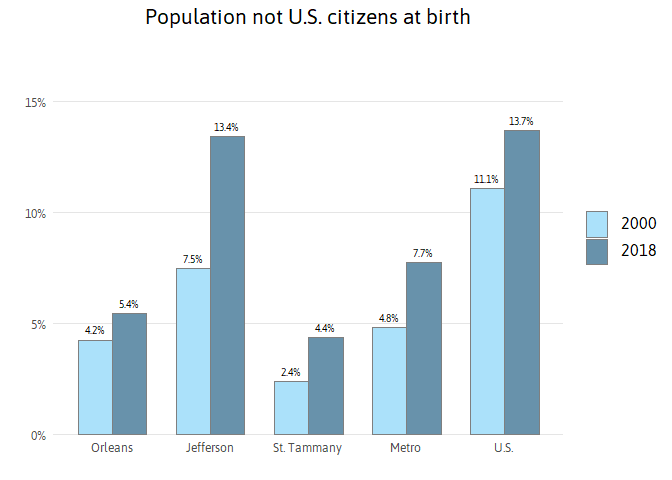 Population not U.S. citizens at birth
15%
10%
5%
0%
4.2%
5.4%
7.5%
13.4%
2.4%
4.4%
4.8%
7.7%
11.1%
13.7%
Orleans
Jefferson
St. Tammany
Metro
U.S.
2000
2018